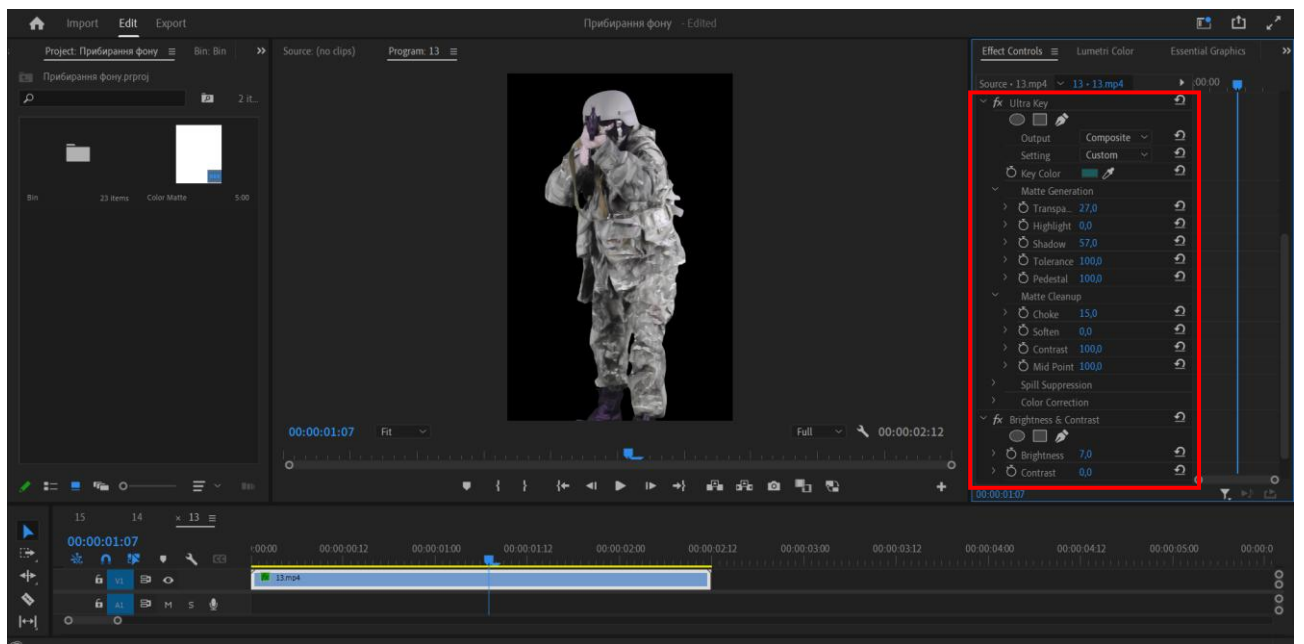 Import Edit Export Прибирання фону - Edited
Project: Прибирання фону Bin: Bin
Source: (no clips) Program: 13
Effect Controls Lumetri Color Essential Graphics
Прибирання фону.prproj
2 it...
Source • 13.mp4 13 • 13.mp4 :00:00
fx Ultra Key
Output Composite
Setting Custom
Key Color
Matte Generation
Transpa... 27,0
Highlight 0,0
Shadow 57,0
Tolerance 100,0
Pedestal 100,0
Matte Cleanup
Choke 15,0
Soften 0,0
Contrast 100,0
Mid Point 100,0
Spill Suppression
Color Correction
fx Brightness & Contrast
Brightness 7,0
Contrast 0,0
00:00:01:07
Bin 23 items Color Matte 5:00
00:00:01:07 Fit Full 00:00:02:12
15 14 × 13
00:00:01:07
:00:00 00:00:00:12 00:00:01:00 00:00:01:12 00:00:02:00 00:00:02:12 00:00:03:00 00:00:03:12 00:00:04:00 00:00:04:12 00:00:05:00 00:00:0
V1 fx 13.mp4
A1 M S